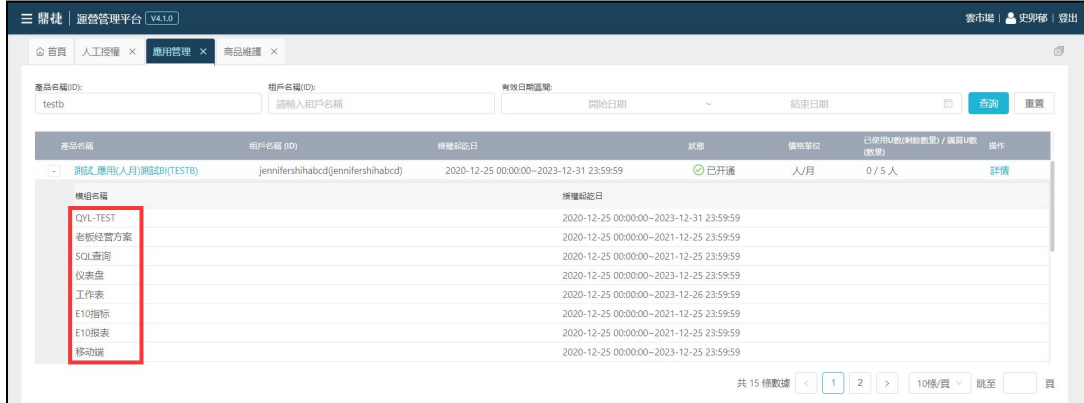 鼎捷 運營管理平台 V4.1.0 雲市場 史卯郁 登出
首頁 人工授權 × 應用管理 × 商品維護 ×
產品名稱(ID): 租戶名稱(ID): 有效日期區間:
testb 請輸入租戶名稱 開始日期 ~ 結束日期 查詢 重置
產品名稱 租戶名稱 (ID) 授權起訖日 狀態 價格單位 已使用U數(剩餘數量) / 購買U數(數量) 操作
- 測試_應用(人月)測試BI(TESTB) jennifershihabcd(jennifershihabcd) 2020-12-25 00:00:00~2023-12-31 23:59:59 已开通 人/月 0 / 5 人 詳情
模組名稱 授權起訖日
QYL-TEST 2020-12-25 00:00:00~2023-12-31 23:59:59
老板经营方案 2020-12-25 00:00:00~2021-12-25 23:59:59
SQL查询 2020-12-25 00:00:00~2021-12-25 23:59:59
仪表盘 2020-12-25 00:00:00~2023-12-25 23:59:59
工作表 2020-12-25 00:00:00~2023-12-26 23:59:59
E10指标 2020-12-25 00:00:00~2021-12-25 23:59:59
E10报表 2020-12-25 00:00:00~2021-12-25 23:59:59
移动端 2020-12-25 00:00:00~2023-12-25 23:59:59
共 15 條數據 < 1 2 > 10條/頁 跳至 頁